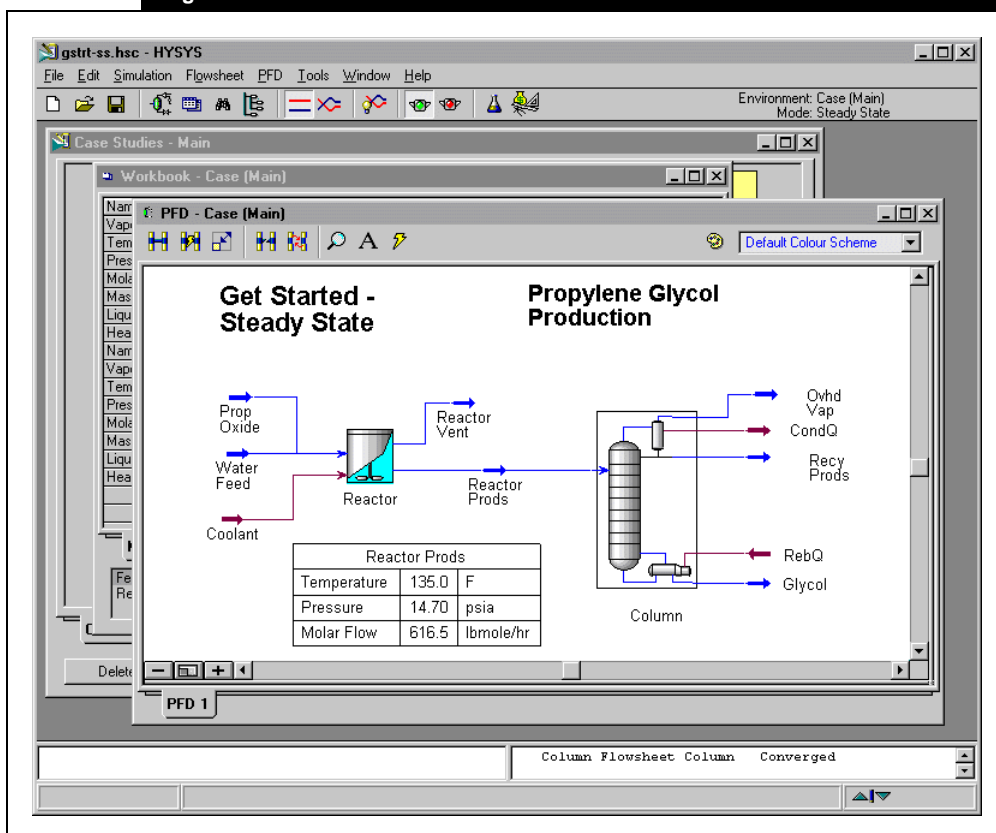 gstrt-ss.hsc - HYSYS
File Edit Simulation Flowsheet PFD Tools Window Help
Environment: Case (Main)
Mode: Steady State
Case Studies - Main
Workbook - Case (Main)
PFD - Case (Main)
A
Default Colour Scheme
Get Started -
Steady State
Propylene Glycol
Production
Prop
Oxide
Water
Feed
Coolant
Reactor
Reactor
Vent
Reactor
Prods
Ovhd
Vap
CondQ
Recy
Prods
RebQ
Glycol
Column
Reactor Prods
Temperature 135.0 F
Pressure 14.70 psia
Molar Flow 616.5 lbmole/hr
Delete
PFD 1
Column Flowsheet Column Converged